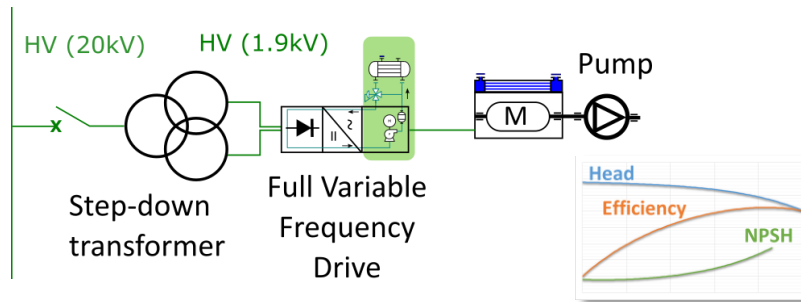 HV (20kV)
HV (1.9kV)
Pump
x
M
Step-down
transformer
Full Variable
Frequency
Drive
Head
Efficiency
NPSH